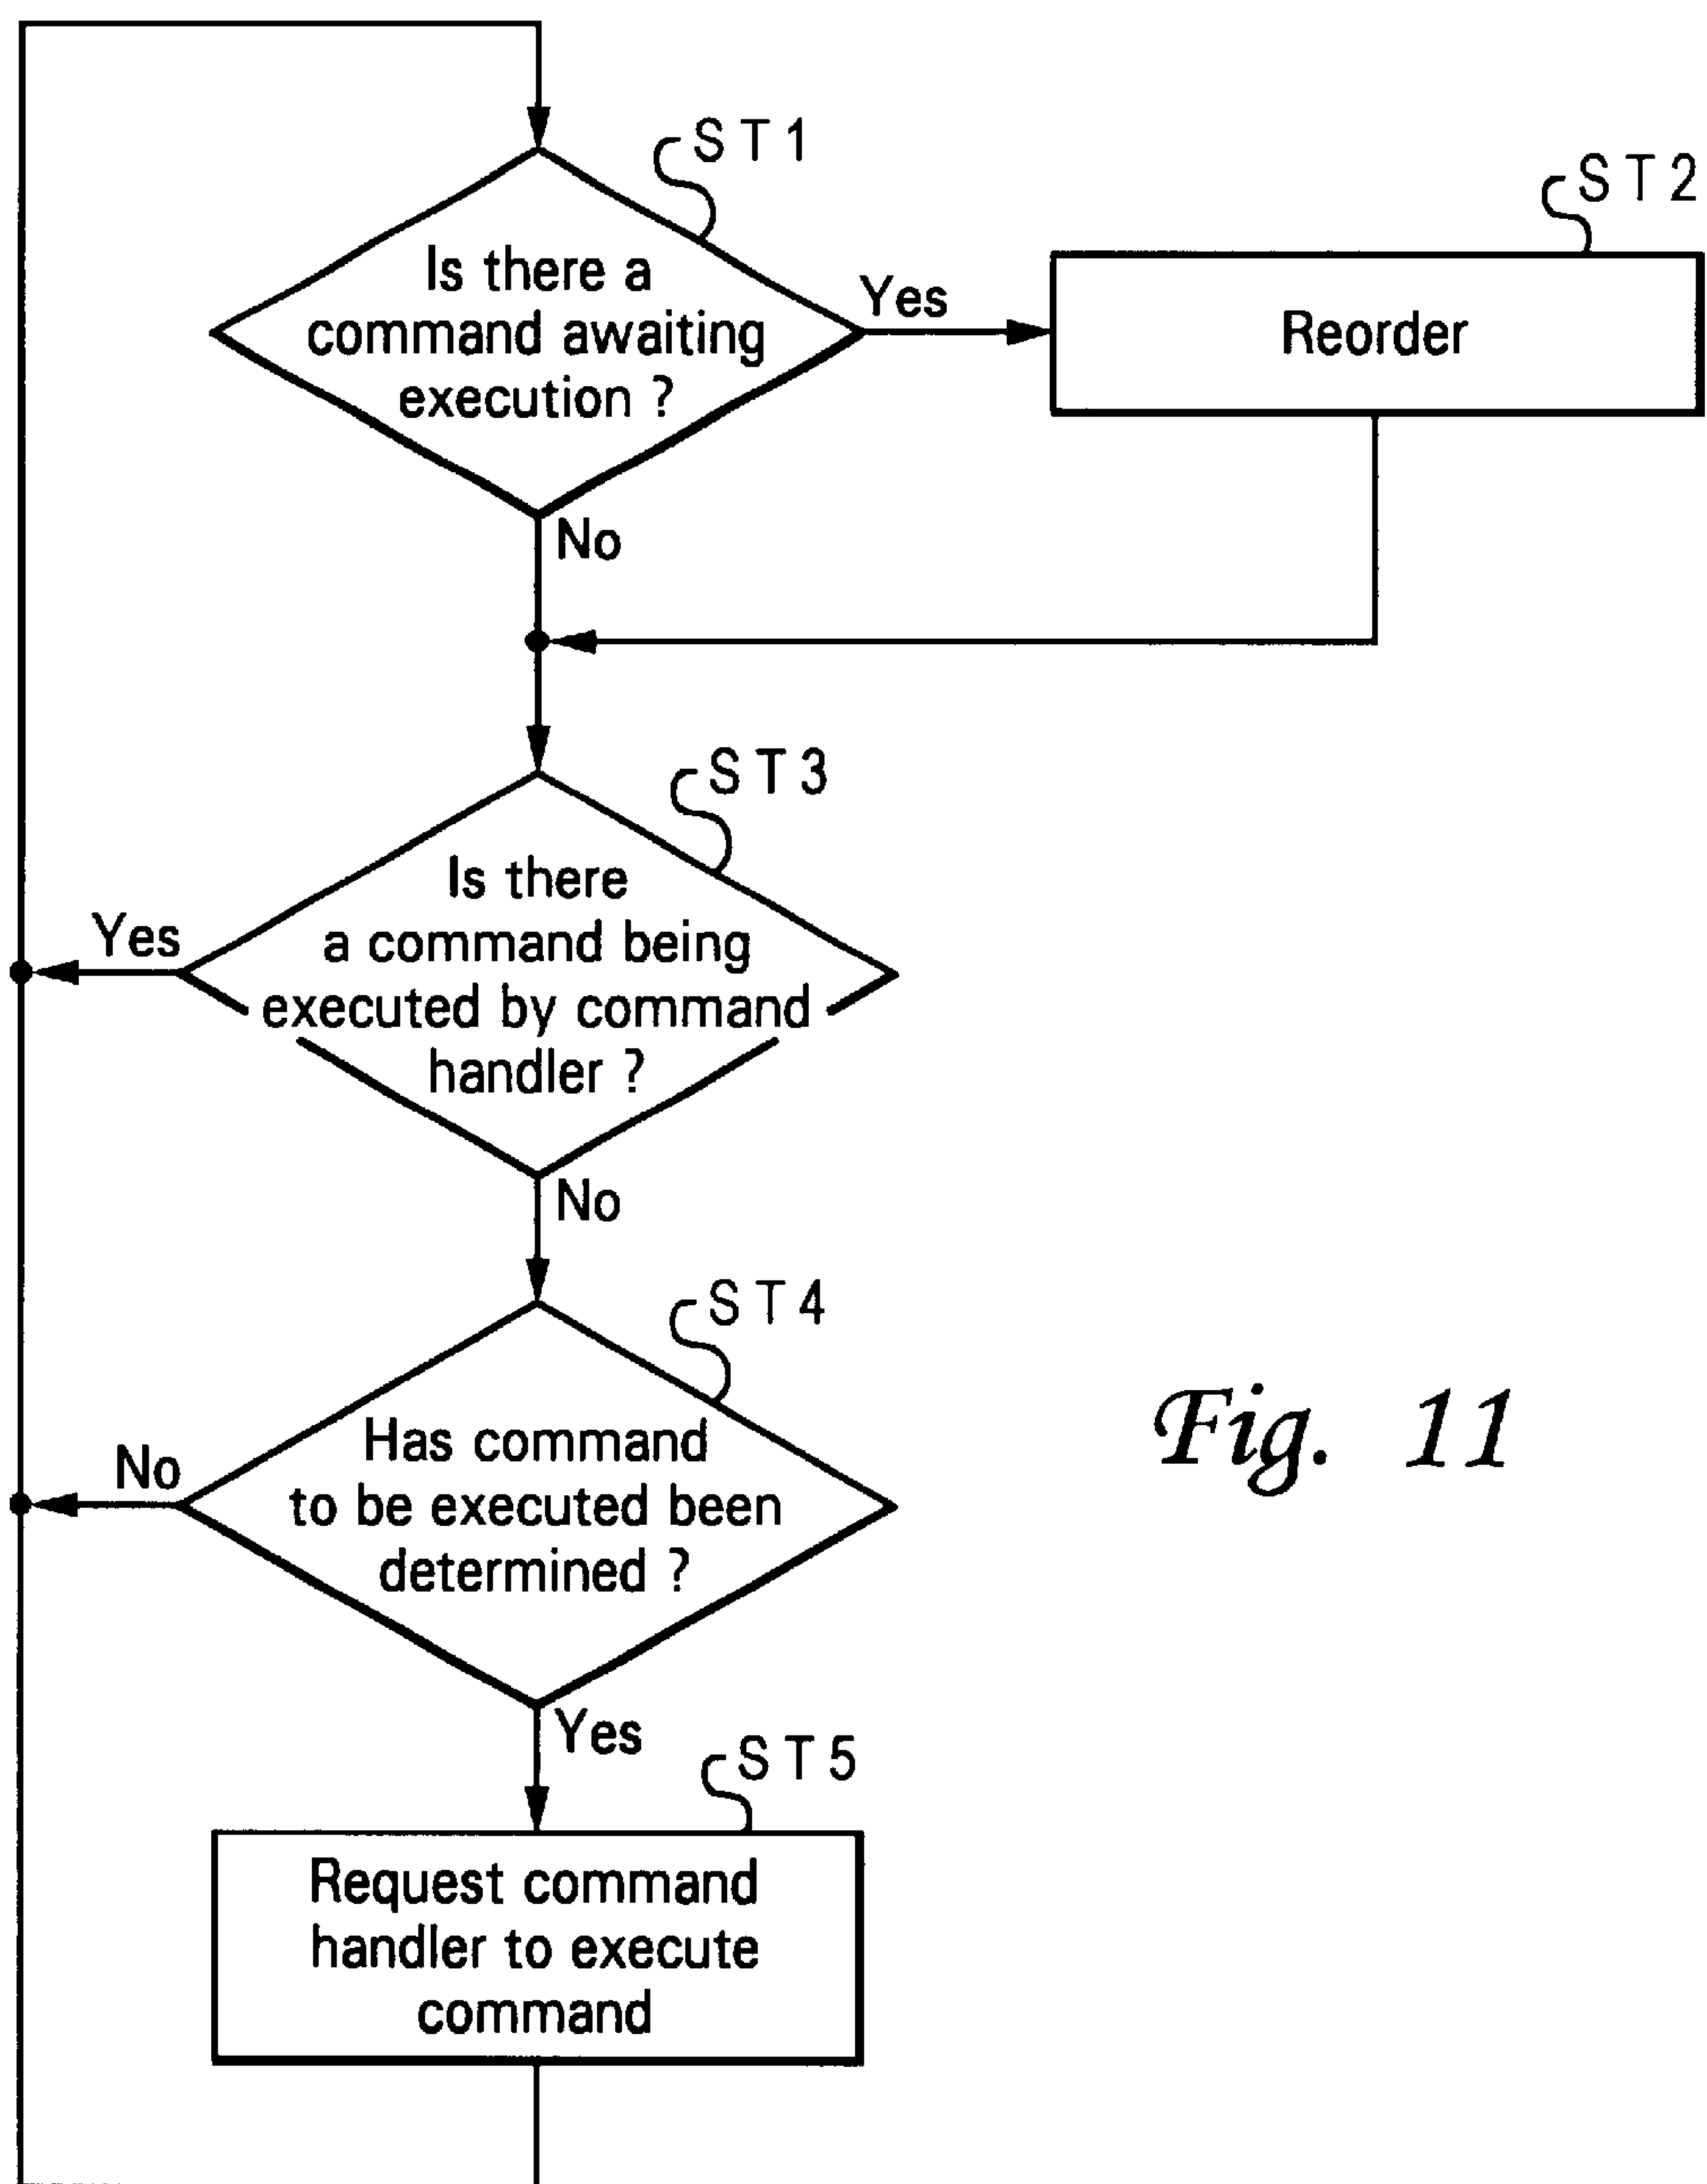 ST1
Is there a
command awaiting
execution ?
Yes
ST2
Reorder
No
ST3
Is there
a command being
executed by command
handler ?
Yes
No
ST4
Has command
to be executed been
determined ?
No
Yes
ST5
Request command
handler to execute
command
Fig. 11